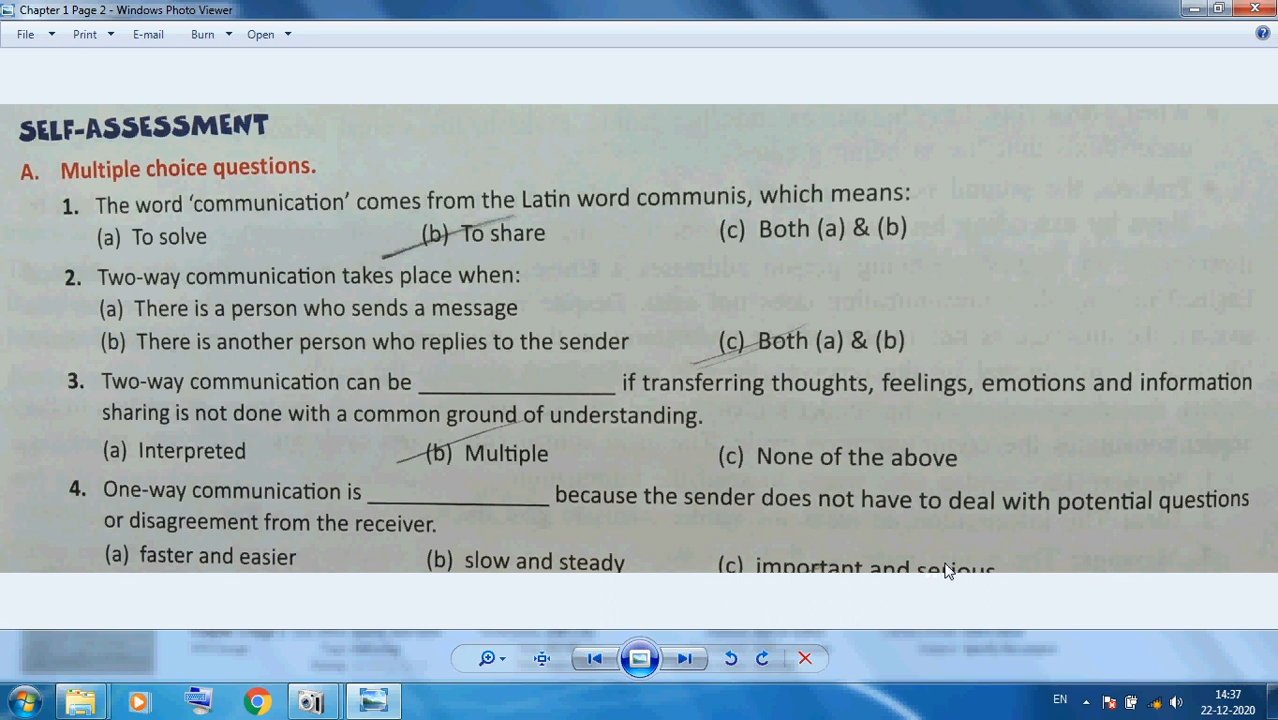 Chapter 1 Page 2 - Windows Photo Viewer
File Print E-mail Burn Open
SELF-ASSESSMENT
A. Multiple choice questions.
1. The word ‘communication’ comes from the Latin word communis, which means:
(a) To solve (b) To share (c) Both (a) & (b)
2. Two-way communication takes place when:
(a) There is a person who sends a message
(b) There is another person who replies to the sender (c) Both (a) & (b)
3. Two-way communication can be ____________ if transferring thoughts, feelings, emotions and information
sharing is not done with a common ground of understanding.
(a) Interpreted (b) Multiple (c) None of the above
4. One-way communication is ____________ because the sender does not have to deal with potential questions
or disagreement from the receiver.
(a) faster and easier (b) slow and steady (c) important and serious
EN 14:37
22-12-2020